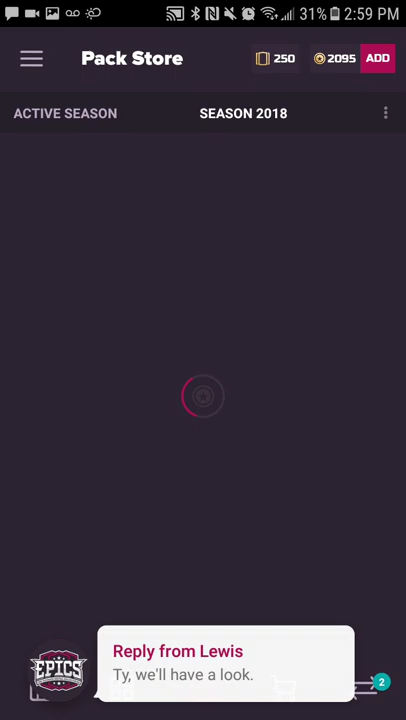 31% 2:59 PM
Pack Store
250
2095
ADD
ACTIVE SEASON
SEASON 2018
EPICS
Reply from Lewis
Ty, we'll have a look.
2